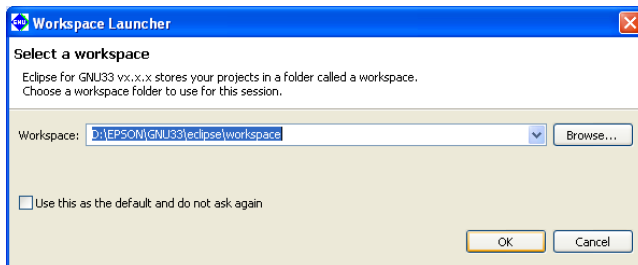 GNU Workspace Launcher
Select a workspace
Eclipse for GNU33 vx.x.x stores your projects in a folder called a workspace.
Choose a workspace folder to use for this session.
Workspace: D:\EPSON\GNU33\eclipse\workspace Browse...
Use this as the default and do not ask again
OK Cancel